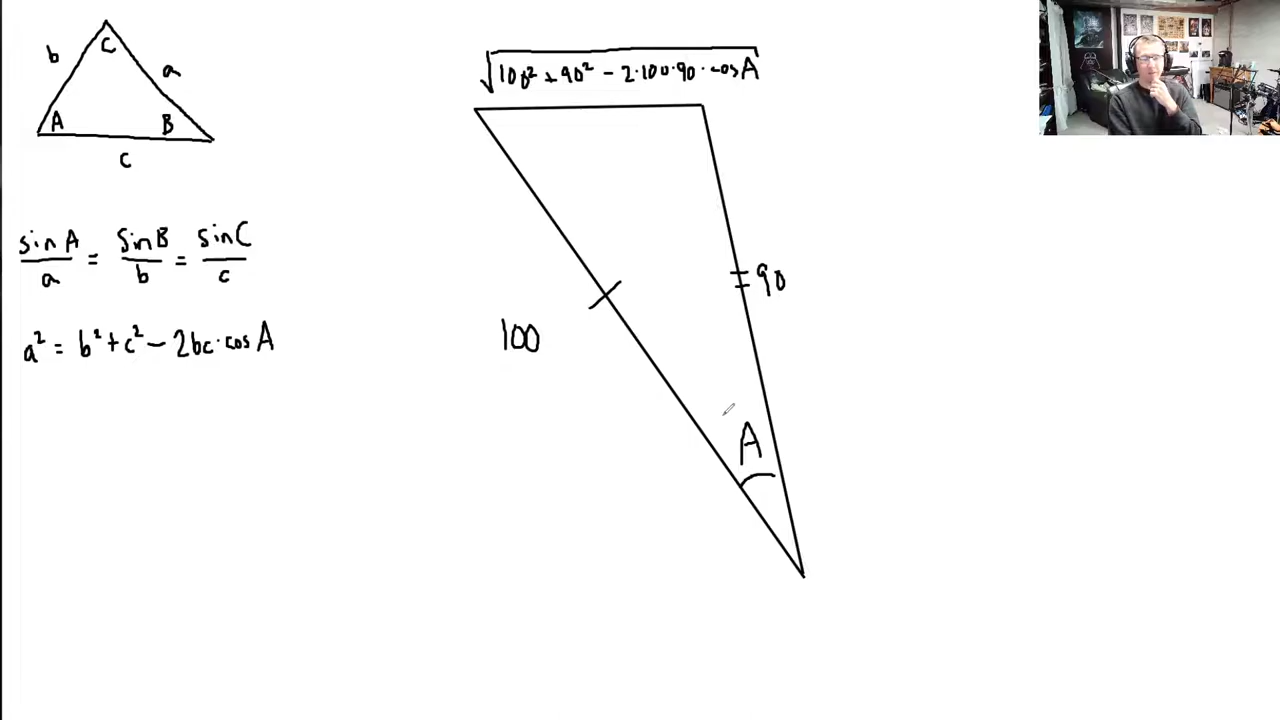 b
C
a
A
B
c
sin A / a = sin B / b = sin C / c
a² = b² + c² − 2bc · cos A
√100² + 90² − 2·100·90 · cos A
90
100
A